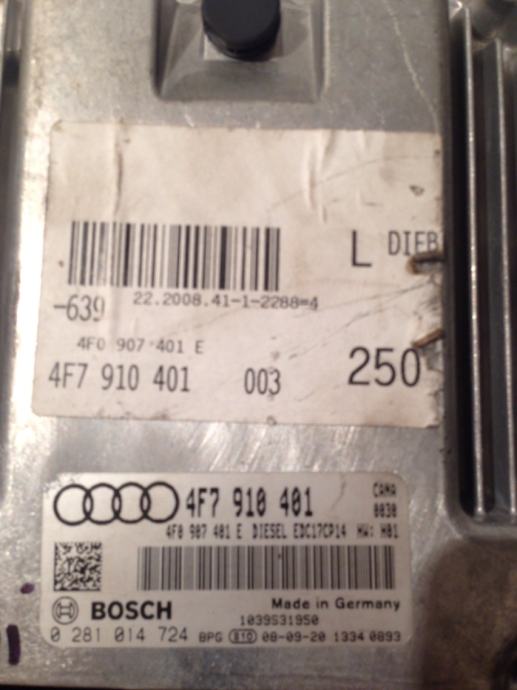 L DIEB
22.2008.41-1-2288=4
-639
4F0 907 401 E
4F7 910 401 003 250
4F7 910 401
CAMA
0030
4F0 907 401 E DIESEL EDC17CP14 HW: H01
BOSCH
Made in Germany
1039S31950
0 281 014 724 BPG 810 08-09-20 1334 0893